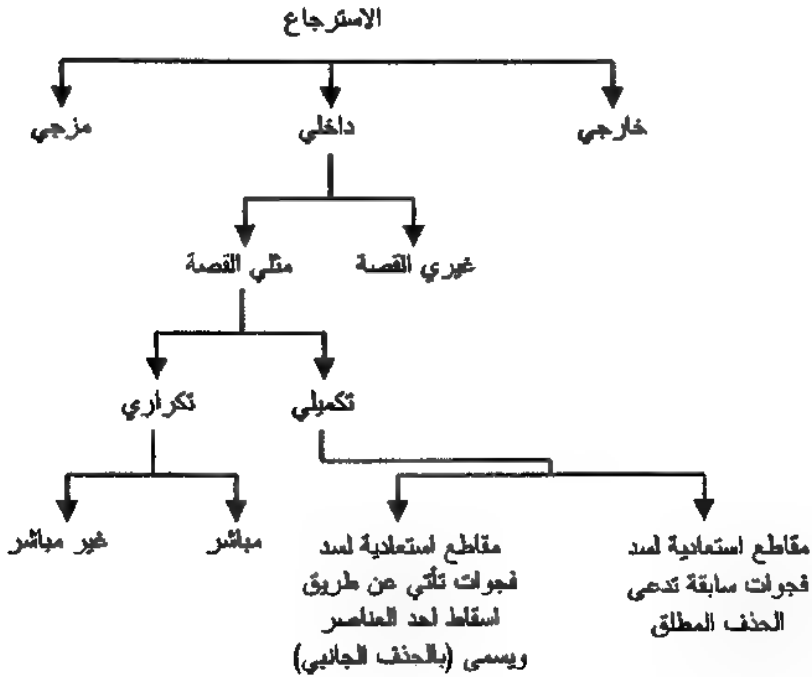 الاسترجاع
خارجي
داخلي
مزجي
غيري القصة
مثلي القصة
تكميلي
تكراري
مقاطع استعادية لسد
فجوات سابقة تدعى
الحذف المطلق
مقاطع استعادية لسد
فجوات تأتي عن طريق
اسقاط احد العناصر
ويسمى (بالحذف الجانبي)
مباشر
غير مباشر